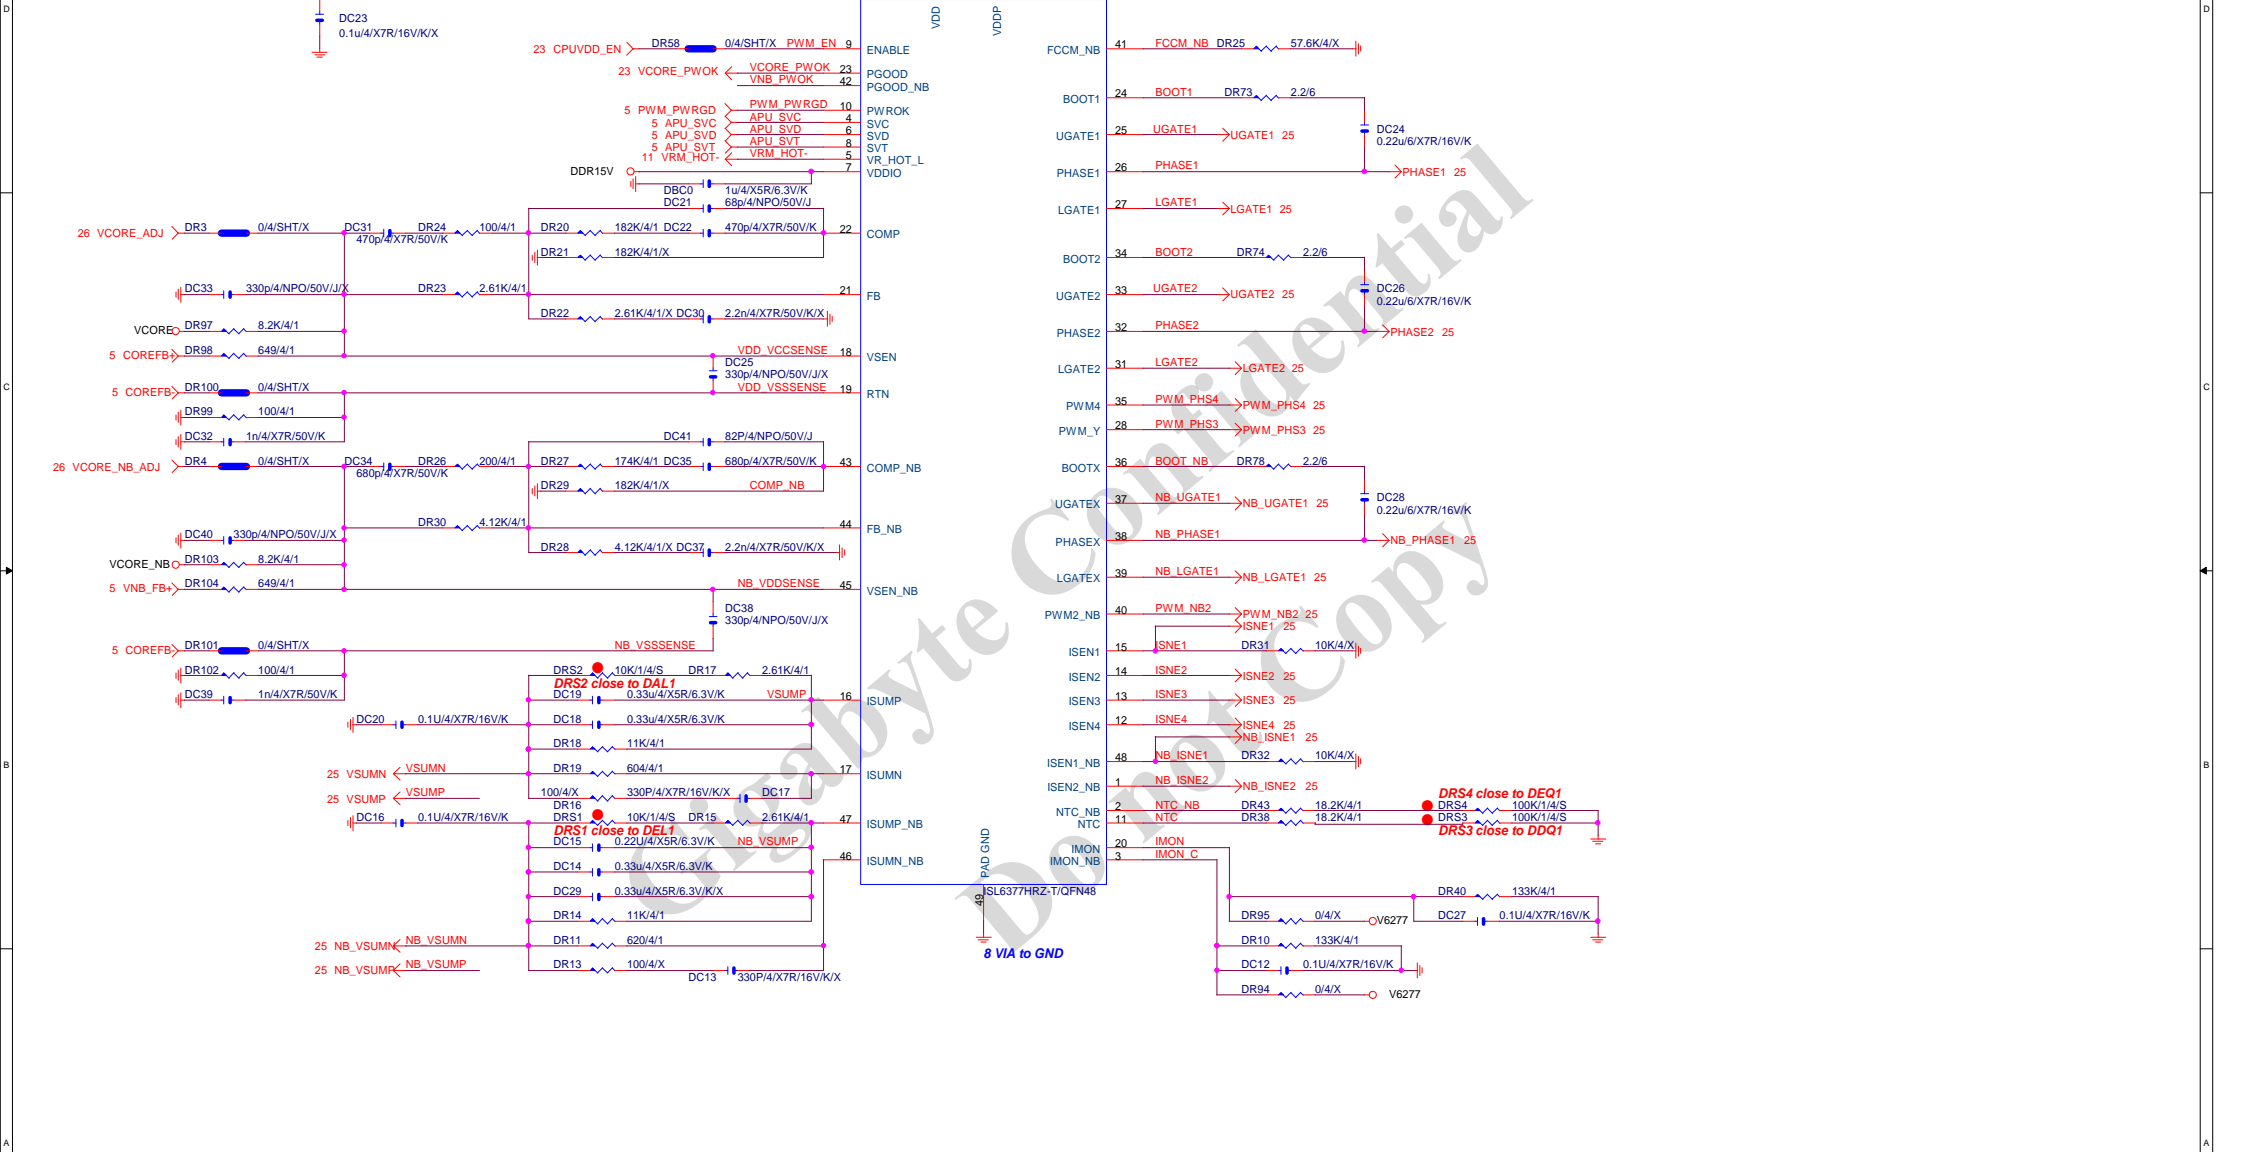 D
D
DC23
0.1u/4/X7R/16V/K/X
VDD
VDDP
23 CPUVDD_EN DR58 0/4/SHT/X PWM_EN 9 ENABLE
23 VCORE_PWOK VCORE_PWOK 23 PGOOD
VNB_PWOK 42 PGOOD_NB
5 PWM_PWRGD PWM_PWRGD 10 PWROK
5 APU_SVC APU_SVC 4 SVC
5 APU_SVD APU_SVD 6 SVD
5 APU_SVT APU_SVT 8 SVT
11 VRM_HOT- VRM_HOT- 5 VR_HOT_L
DDR15V 7 VDDIO
DBC0 1u/4/X5R/6.3V/K
DC21 68p/4/NPO/50V/J
26 VCORE_ADJ DR3 0/4/SHT/X DC31 DR24 100/4/1 DR20 182K/4/1 DC22 470p/4/X7R/50V/K 22 COMP
470p/4/X7R/50V/K
DR21 182K/4/1/X
DC33 330p/4/NPO/50V/J/X DR23 2.61K/4/1 21 FB
DR22 2.61K/4/1/X DC30 2.2n/4/X7R/50V/K/X
VCORE DR97 8.2K/4/1
5 COREFB+ DR98 649/4/1 VDD_VCCSENSE 18 VSEN
DC25
330p/4/NPO/50V/J/X
5 COREFB- DR100 0/4/SHT/X VDD_VSSSENSE 19 RTN
DR99 100/4/1
DC32 1n/4/X7R/50V/K
DC41 82P/4/NPO/50V/J
26 VCORE_NB_ADJ DR4 0/4/SHT/X DC34 DR26 200/4/1 DR27 174K/4/1 DC35 680p/4/X7R/50V/K 43 COMP_NB
680p/4/X7R/50V/K
DR29 182K/4/1/X COMP_NB
DR30 4.12K/4/1 44 FB_NB
DC40 330p/4/NPO/50V/J/X
DR28 4.12K/4/1/X DC37 2.2n/4/X7R/50V/K/X
VCORE_NB DR103 8.2K/4/1
5 VNB_FB+ DR104 649/4/1 NB_VDDSENSE 45 VSEN_NB
DC38
330p/4/NPO/50V/J/X
5 COREFB- DR101 0/4/SHT/X NB_VSSSENSE
DR102 100/4/1
DC39 1n/4/X7R/50V/K
DRS2 10K/1/4/S DR17 2.61K/4/1
DRS2 close to DAL1
DC19 0.33u/4/X5R/6.3V/K VSUMP 16 ISUMP
DC20 0.1U/4/X7R/16V/K DC18 0.33u/4/X5R/6.3V/K
DR18 11K/4/1
25 VSUMN VSUMN DR19 604/4/1 17 ISUMN
25 VSUMP VSUMP 100/4/X 330P/4/X7R/16V/K/X DC17
DR16
DC16 0.1U/4/X7R/16V/K DRS1 10K/1/4/S DR15 2.61K/4/1 47 ISUMP_NB
DRS1 close to DEL1
DC15 0.22U/4/X5R/6.3V/K NB_VSUMP
46 ISUMN_NB
DC14 0.33u/4/X5R/6.3V/K
DC29 0.33u/4/X5R/6.3V/K/X
DR14 11K/4/1
25 NB_VSUMN NB_VSUMN DR11 620/4/1
25 NB_VSUMP NB_VSUMP DR13 100/4/X
DC13 330P/4/X7R/16V/K/X
FCCM_NB 41 FCCM_NB DR25 57.6K/4/X
BOOT1 24 BOOT1 DR73 2.2/6
DC24
0.22u/6/X7R/16V/K
UGATE1 25 UGATE1 UGATE1 25
PHASE1 26 PHASE1 PHASE1 25
LGATE1 27 LGATE1 LGATE1 25
BOOT2 34 BOOT2 DR74 2.2/6
DC26
0.22u/6/X7R/16V/K
UGATE2 33 UGATE2 UGATE2 25
PHASE2 32 PHASE2 PHASE2 25
LGATE2 31 LGATE2 LGATE2 25
PWM4 35 PWM_PHS4 PWM_PHS4 25
PWM_Y 28 PWM_PHS3 PWM_PHS3 25
BOOTX 36 BOOT_NB DR78 2.2/6
DC28
0.22u/6/X7R/16V/K
UGATEX 37 NB_UGATE1 NB_UGATE1 25
PHASEX 38 NB_PHASE1 NB_PHASE1 25
LGATEX 39 NB_LGATE1 NB_LGATE1 25
PWM2_NB 40 PWM_NB2 PWM_NB2 25
ISNE1 25
ISEN1 15 ISNE1 DR31 10K/4/X
ISEN2 14 ISNE2 ISNE2 25
ISEN3 13 ISNE3 ISNE3 25
ISEN4 12 ISNE4 ISNE4 25
NB_ISNE1 25
ISEN1_NB 48 NB_ISNE1 DR32 10K/4/X
ISEN2_NB 1 NB_ISNE2 NB_ISNE2 25
DRS4 close to DEQ1
NTC_NB 2 NTC_NB DR43 18.2K/4/1 DRS4 100K/1/4/S
NTC 11 NTC DR38 18.2K/4/1 DRS3 100K/1/4/S
DRS3 close to DDQ1
IMON 20 IMON
IMON_NB 3 IMON_C
PAD GND
49
ISL6377HRZ-T/QFN48
8 VIA to GND
DR40 133K/4/1
DR95 0/4/X V6277 DC27 0.1U/4/X7R/16V/K
DR10 133K/4/1
DC12 0.1U/4/X7R/16V/K
DR94 0/4/X V6277
Gigabyte Confidential
Do not Copy
C
C
B
B
A
A